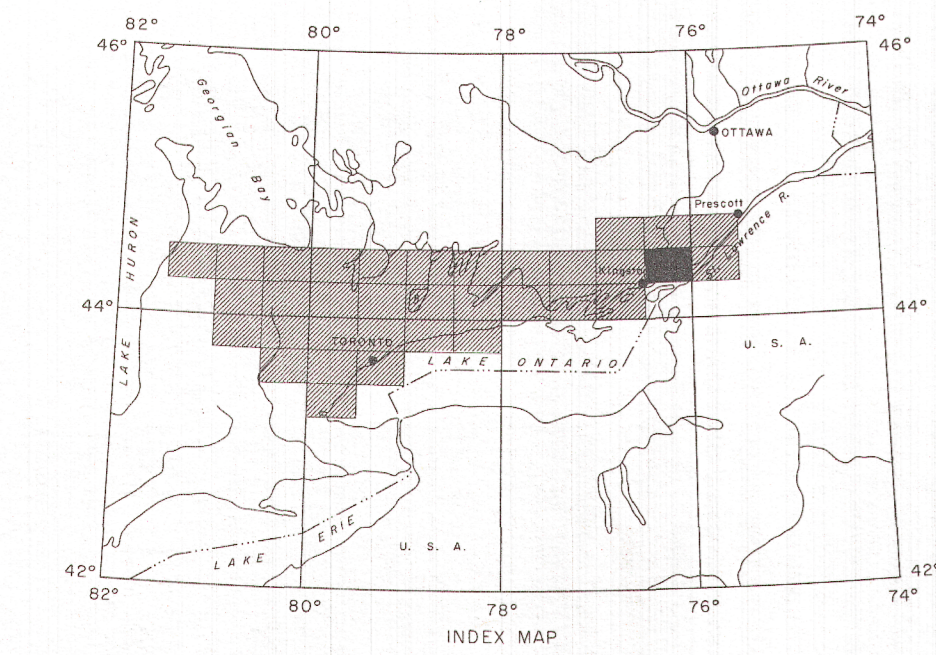 82° 80° 78° 76° 74°
46° 46°
Georgian Bay
Ottawa River
OTTAWA
Prescott
St. Lawrence R.
LAKE HURON
Kingston
44° 44°
TORONTO
LAKE ONTARIO
U. S. A.
LAKE ERIE
U. S. A.
42° 42°
82° 80° 78° 76° 74°
INDEX MAP